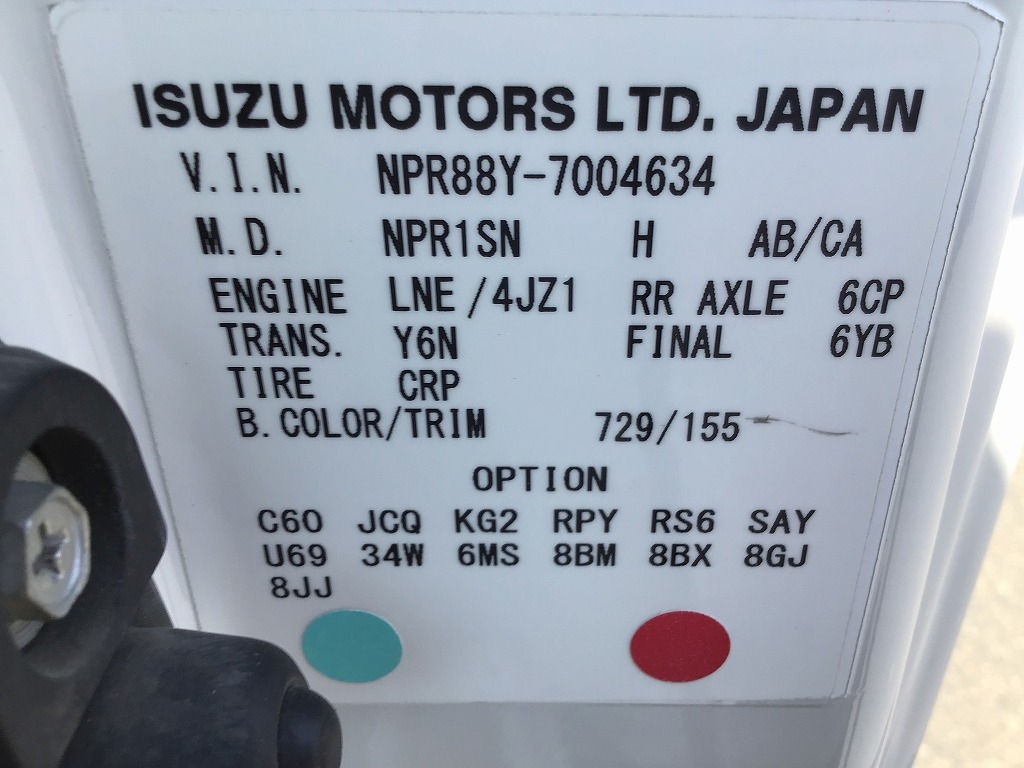 ISUZU MOTORS LTD. JAPAN
V.I.N. NPR88Y-7004634
M.D. NPR1SN H AB/CA
ENGINE LNE/4JZ1 RR AXLE 6CP
TRANS. Y6N FINAL 6YB
TIRE CRP
B.COLOR/TRIM 729/155
OPTION
C60 JCQ KG2 RPY RS6 SAY
U69 34W 6MS 8BM 8BX 8GJ
8JJ